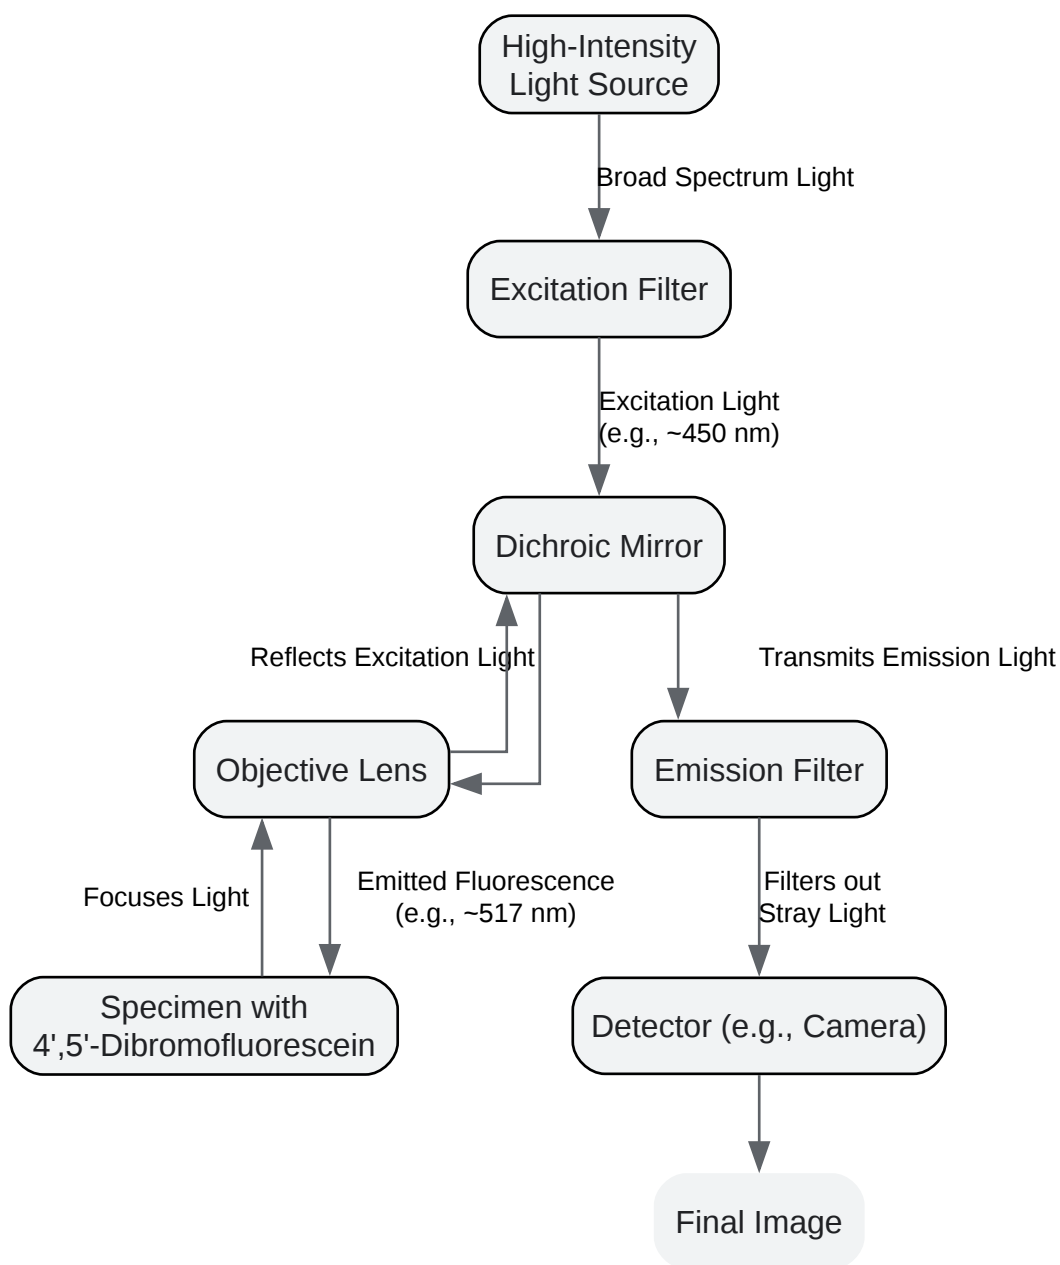 High-Intensity
Light Source
Broad Spectrum Light
Excitation Filter
Excitation Light
(e.g., ~450 nm)
Dichroic Mirror
Reflects Excitation Light
Transmits Emission Light
Objective Lens
Emission Filter
Focuses Light
Emitted Fluorescence
(e.g., ~517 nm)
Filters out
Stray Light
Specimen with
4',5'-Dibromofluorescein
Detector (e.g., Camera)
Final Image